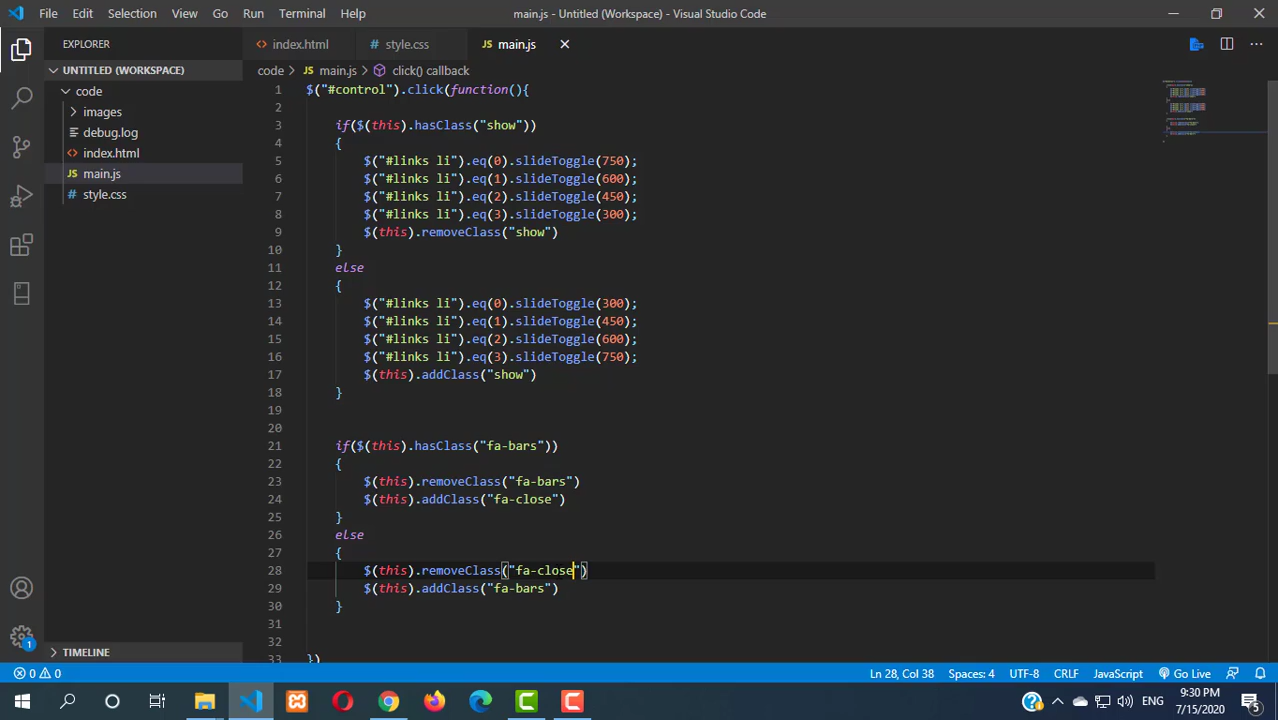 File Edit Selection View Go Run Terminal Help
main.js - Untitled (Workspace) - Visual Studio Code
EXPLORER
UNTITLED (WORKSPACE)
code
images
debug.log
index.html
JS main.js
style.css
TIMELINE
index.html
style.css
JS main.js
code > JS main.js > click() callback
1 $("#control").click(function(){
2
3 if($(this).hasClass("show"))
4 {
5 $("#links li").eq(0).slideToggle(750);
6 $("#links li").eq(1).slideToggle(600);
7 $("#links li").eq(2).slideToggle(450);
8 $("#links li").eq(3).slideToggle(300);
9 $(this).removeClass("show")
10 }
11 else
12 {
13 $("#links li").eq(0).slideToggle(300);
14 $("#links li").eq(1).slideToggle(450);
15 $("#links li").eq(2).slideToggle(600);
16 $("#links li").eq(3).slideToggle(750);
17 $(this).addClass("show")
18 }
19
20
21 if($(this).hasClass("fa-bars"))
22 {
23 $(this).removeClass("fa-bars")
24 $(this).addClass("fa-close")
25 }
26 else
27 {
28 $(this).removeClass("fa-close")
29 $(this).addClass("fa-bars")
30 }
31
32
33 })
1
0 0
Ln 28, Col 38 Spaces: 4 UTF-8 CRLF JavaScript Go Live
ENG
9:30 PM
7/15/2020
5